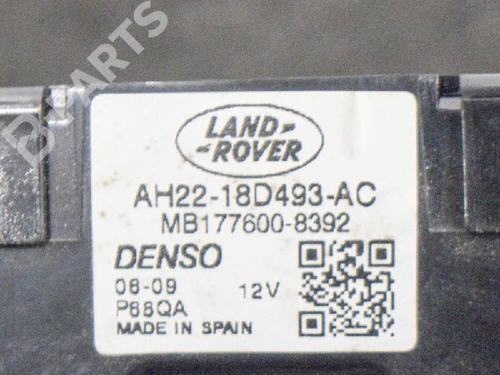 B-PARTS
LAND-
-ROVER
AH22-18D493-AC
MB177600-8392
DENSO
08-09 12V
P68QA
MADE IN SPAIN